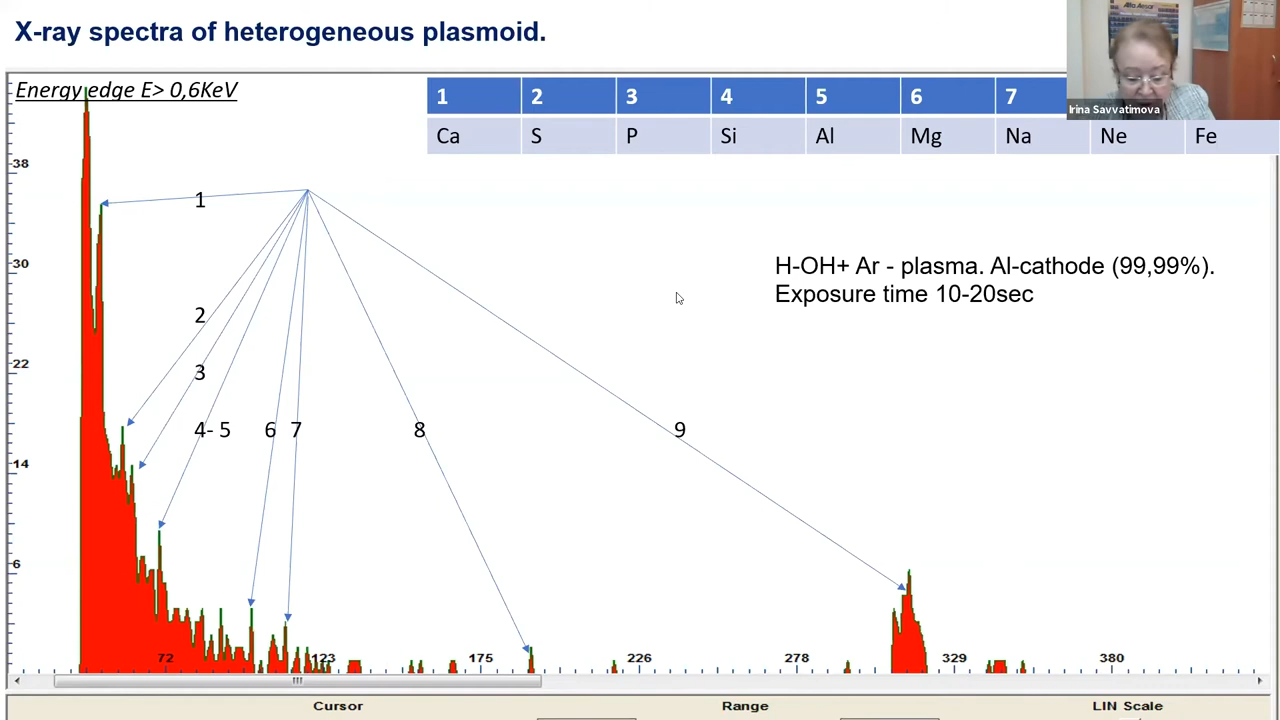 X-ray spectra of heterogeneous plasmoid.
Energy edge E> 0,6KeV
1 2 3 4 5 6 7
Ca S P Si Al Mg Na Ne Fe
Irina Savvatimova
38
30
22
14
6
1
2
3
4- 5 6 7 8 9
H-OH+ Ar - plasma. Al-cathode (99,99%).
Exposure time 10-20sec
72 123 175 226 278 329 380
Cursor Range LIN Scale